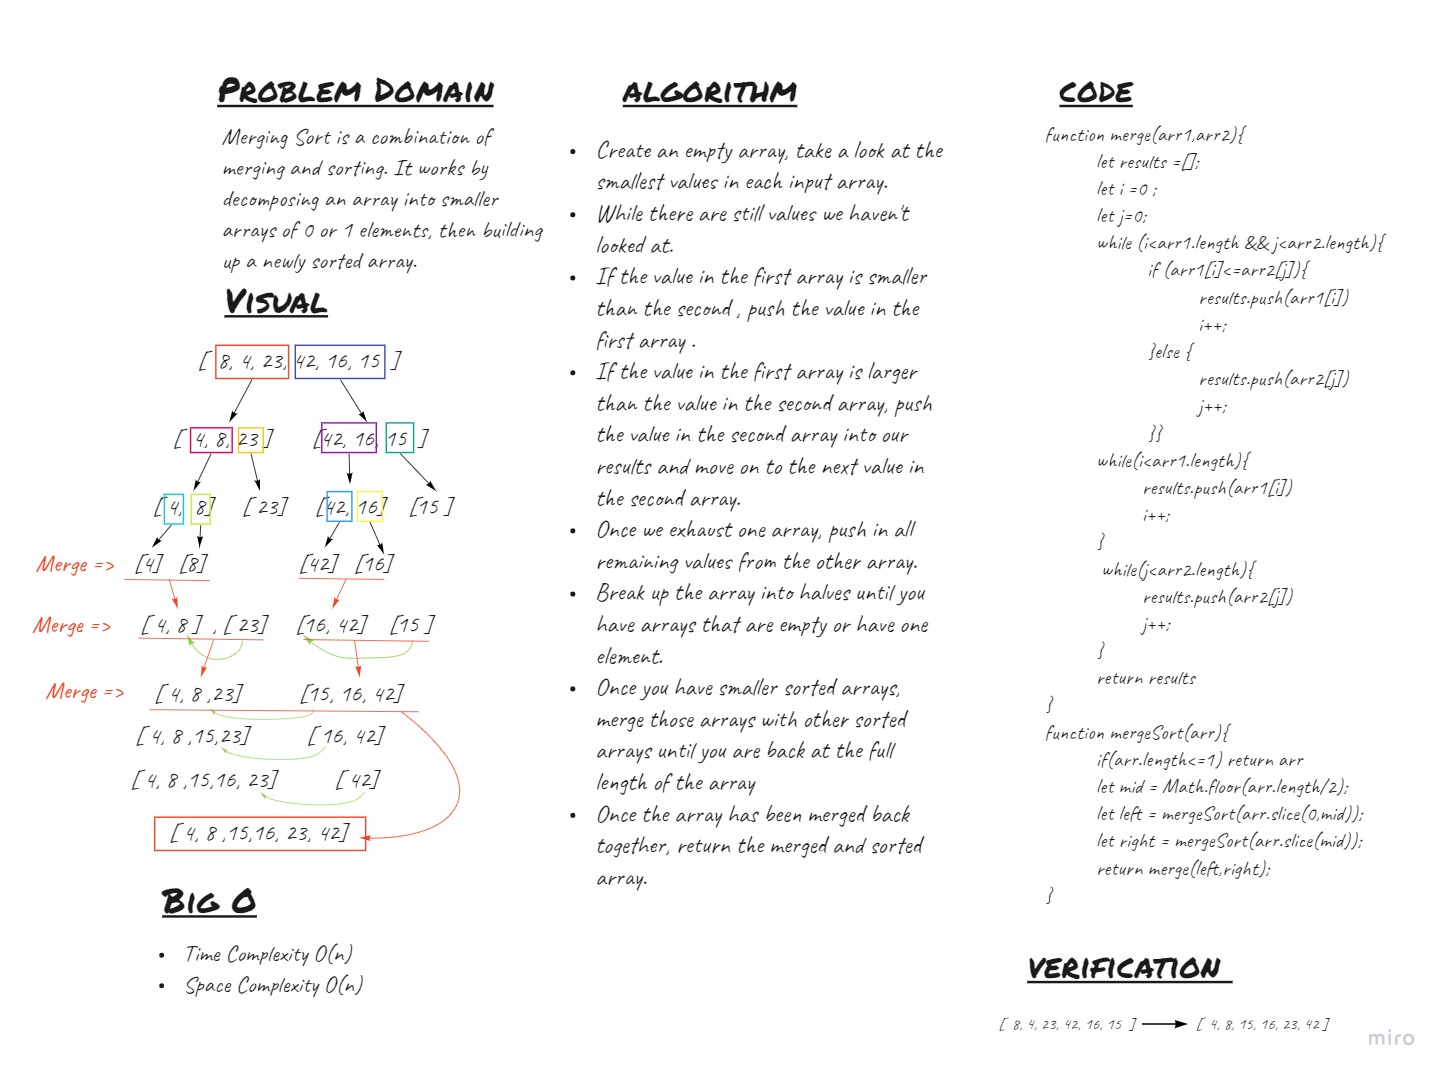 PROBLEM DOMAIN
Merging Sort is a combination of
merging and sorting. It works by
decomposing an array into smaller
arrays of 0 or 1 elements, then building
up a newly sorted array.
VISUAL
[ 8, 4, 23, 42, 16, 15 ]
[ 4, 8, 23 ] [42, 16, 15 ]
[ 4, 8] [ 23] [42, 16] [15 ]
Merge => [4] [8] [42] [16]
Merge => [ 4, 8 ] , [ 23] [16, 42] [15 ]
Merge => [ 4, 8 ,23] [15, 16, 42]
[ 4, 8 ,15,23] [ 16, 42]
[ 4, 8 ,15,16, 23] [ 42]
[ 4, 8 ,15,16, 23, 42]
BIG O
• Time Complexity O(n)
• Space Complexity O(n)
ALGORITHM
• Create an empty array, take a look at the
smallest values in each input array.
• While there are still values we haven't
looked at.
• If the value in the first array is smaller
than the second , push the value in the
first array .
• If the value in the first array is larger
than the value in the second array, push
the value in the second array into our
results and move on to the next value in
the second array.
• Once we exhaust one array, push in all
remaining values from the other array.
• Break up the array into halves until you
have arrays that are empty or have one
element.
• Once you have smaller sorted arrays,
merge those arrays with other sorted
arrays until you are back at the full
length of the array
• Once the array has been merged back
together, return the merged and sorted
array.
CODE
function merge(arr1,arr2){
let results =[];
let i =0 ;
let j=0;
while (i<arr1.length && j<arr2.length){
if (arr1[i]<=arr2[j]){
results.push(arr1[i])
i++;
}else {
results.push(arr2[j])
j++;
}}
while(i<arr1.length){
results.push(arr1[i])
i++;
}
while(j<arr2.length){
results.push(arr2[j])
j++;
}
return results
}
function mergeSort(arr){
if(arr.length<=1) return arr
let mid = Math.floor(arr.length/2);
let left = mergeSort(arr.slice(0,mid));
let right = mergeSort(arr.slice(mid));
return merge(left,right);
}
VERIFICATION
[ 8, 4, 23, 42, 16, 15 ] [ 4, 8, 15, 16, 23, 42 ]
miro